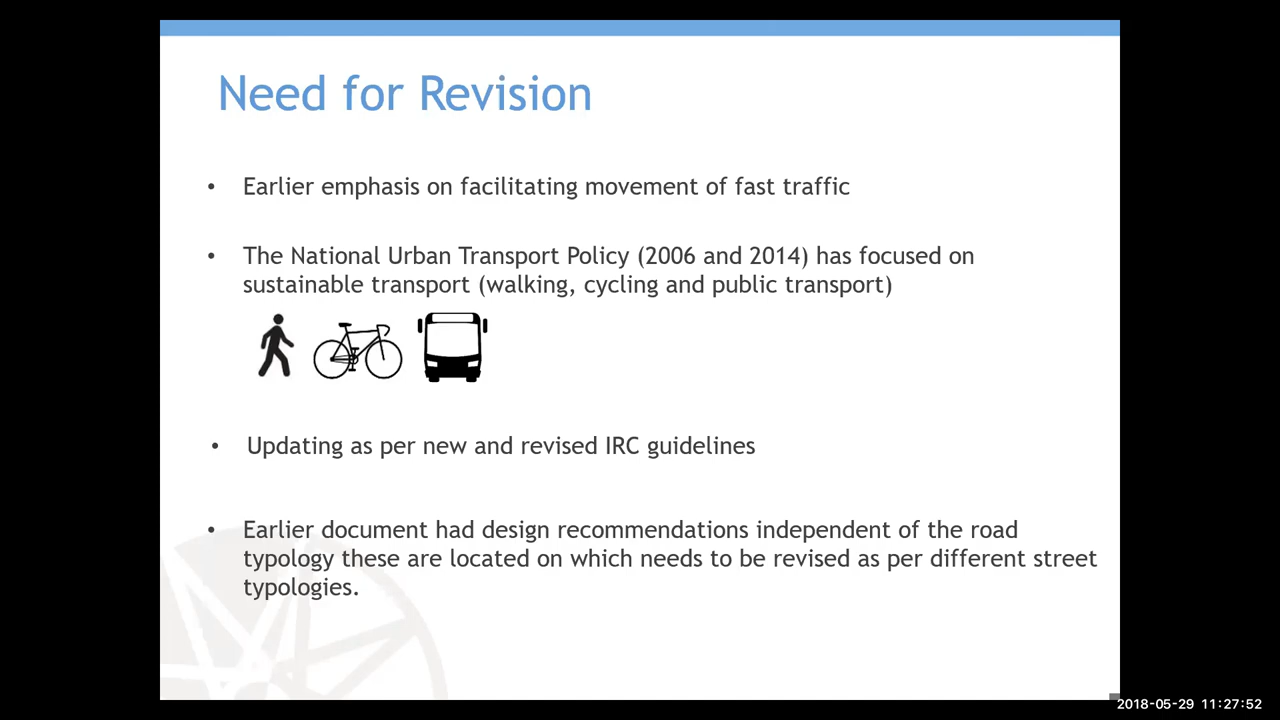 Need for Revision
• Earlier emphasis on facilitating movement of fast traffic
• The National Urban Transport Policy (2006 and 2014) has focused on
sustainable transport (walking, cycling and public transport)
• Updating as per new and revised IRC guidelines
• Earlier document had design recommendations independent of the road
typology these are located on which needs to be revised as per different street
typologies.
2018-05-29 11:27:52